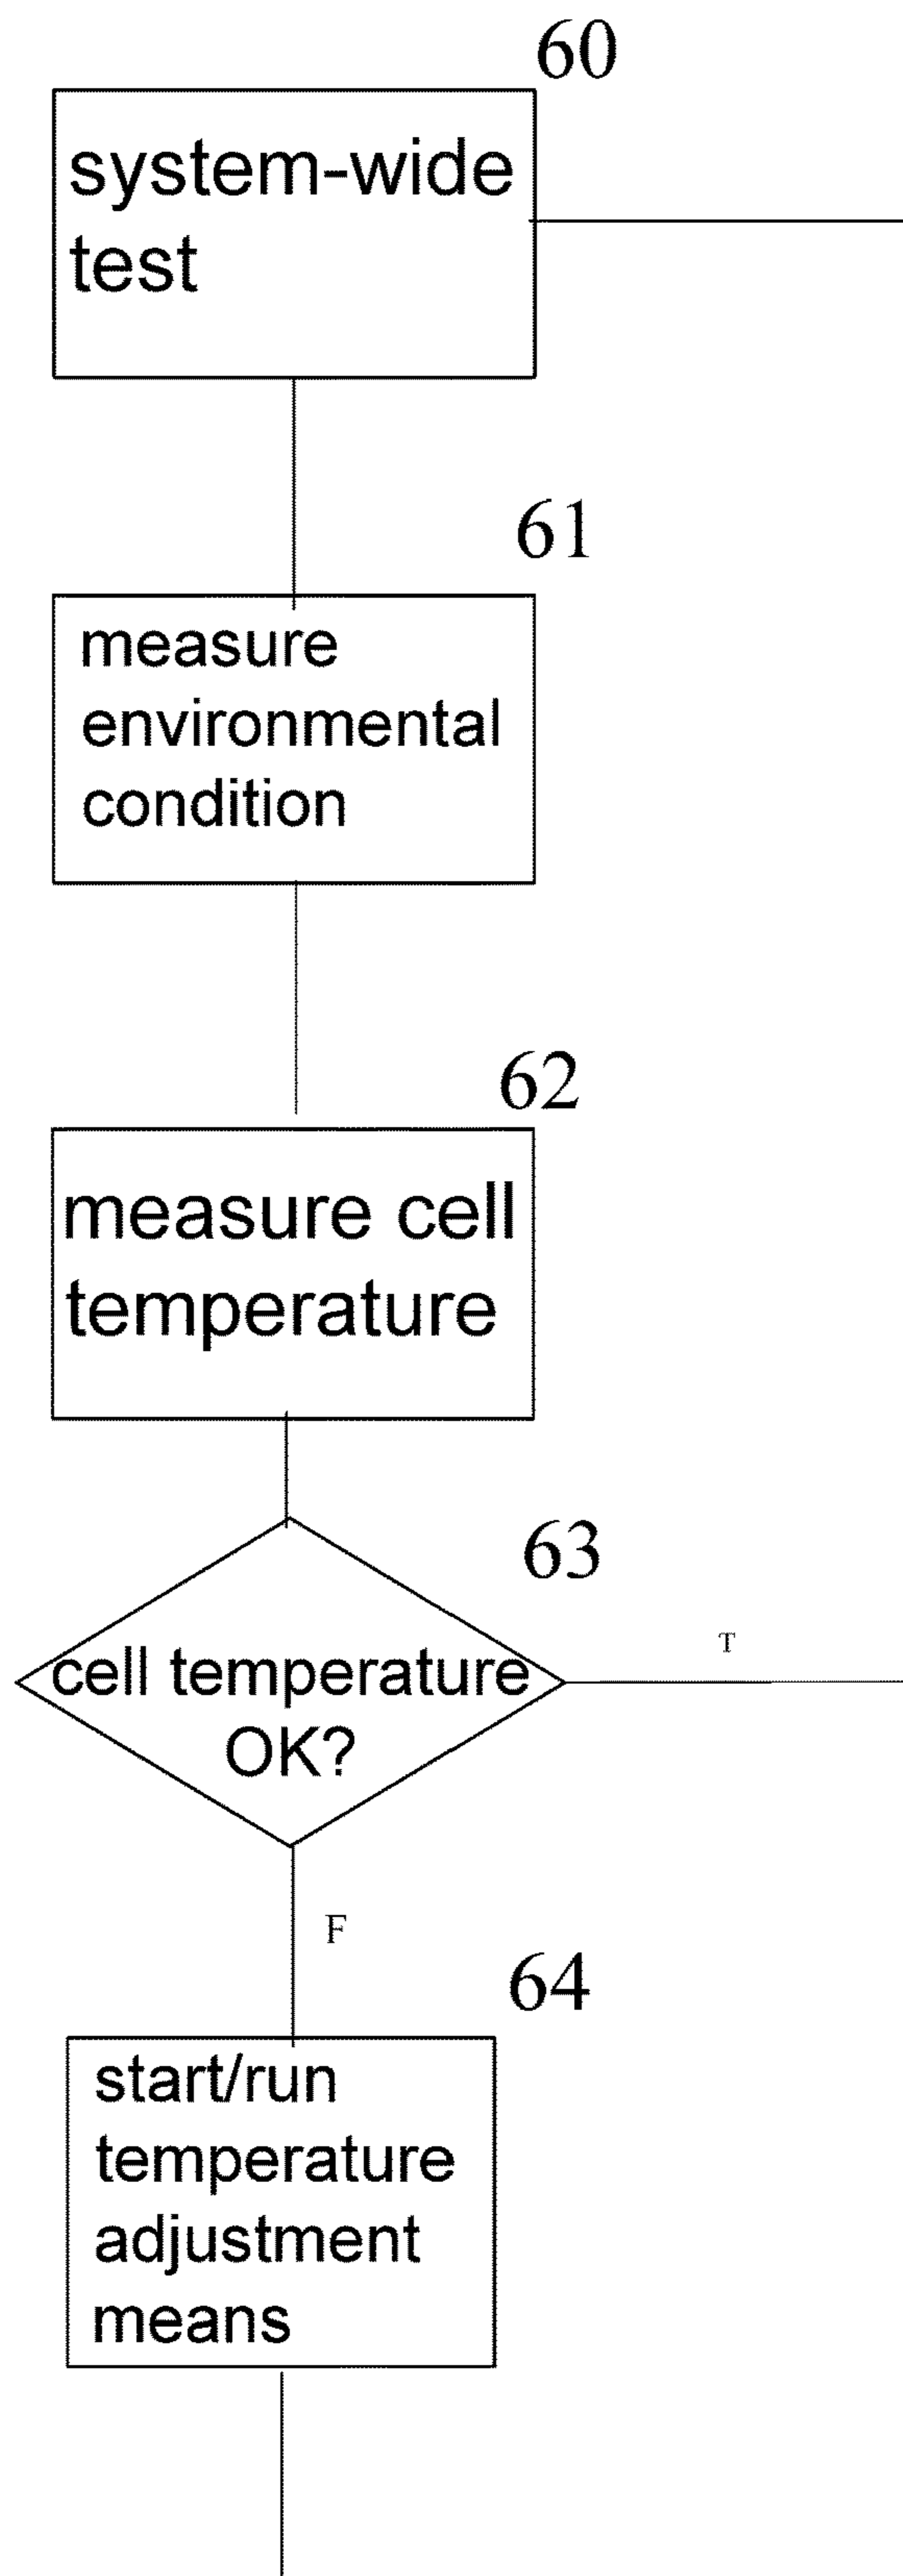 60
system-wide
test
61
measure
environmental
condition
62
measure cell
temperature
63
cell temperature
OK?
T
F
64
start/run
temperature
adjustment
means